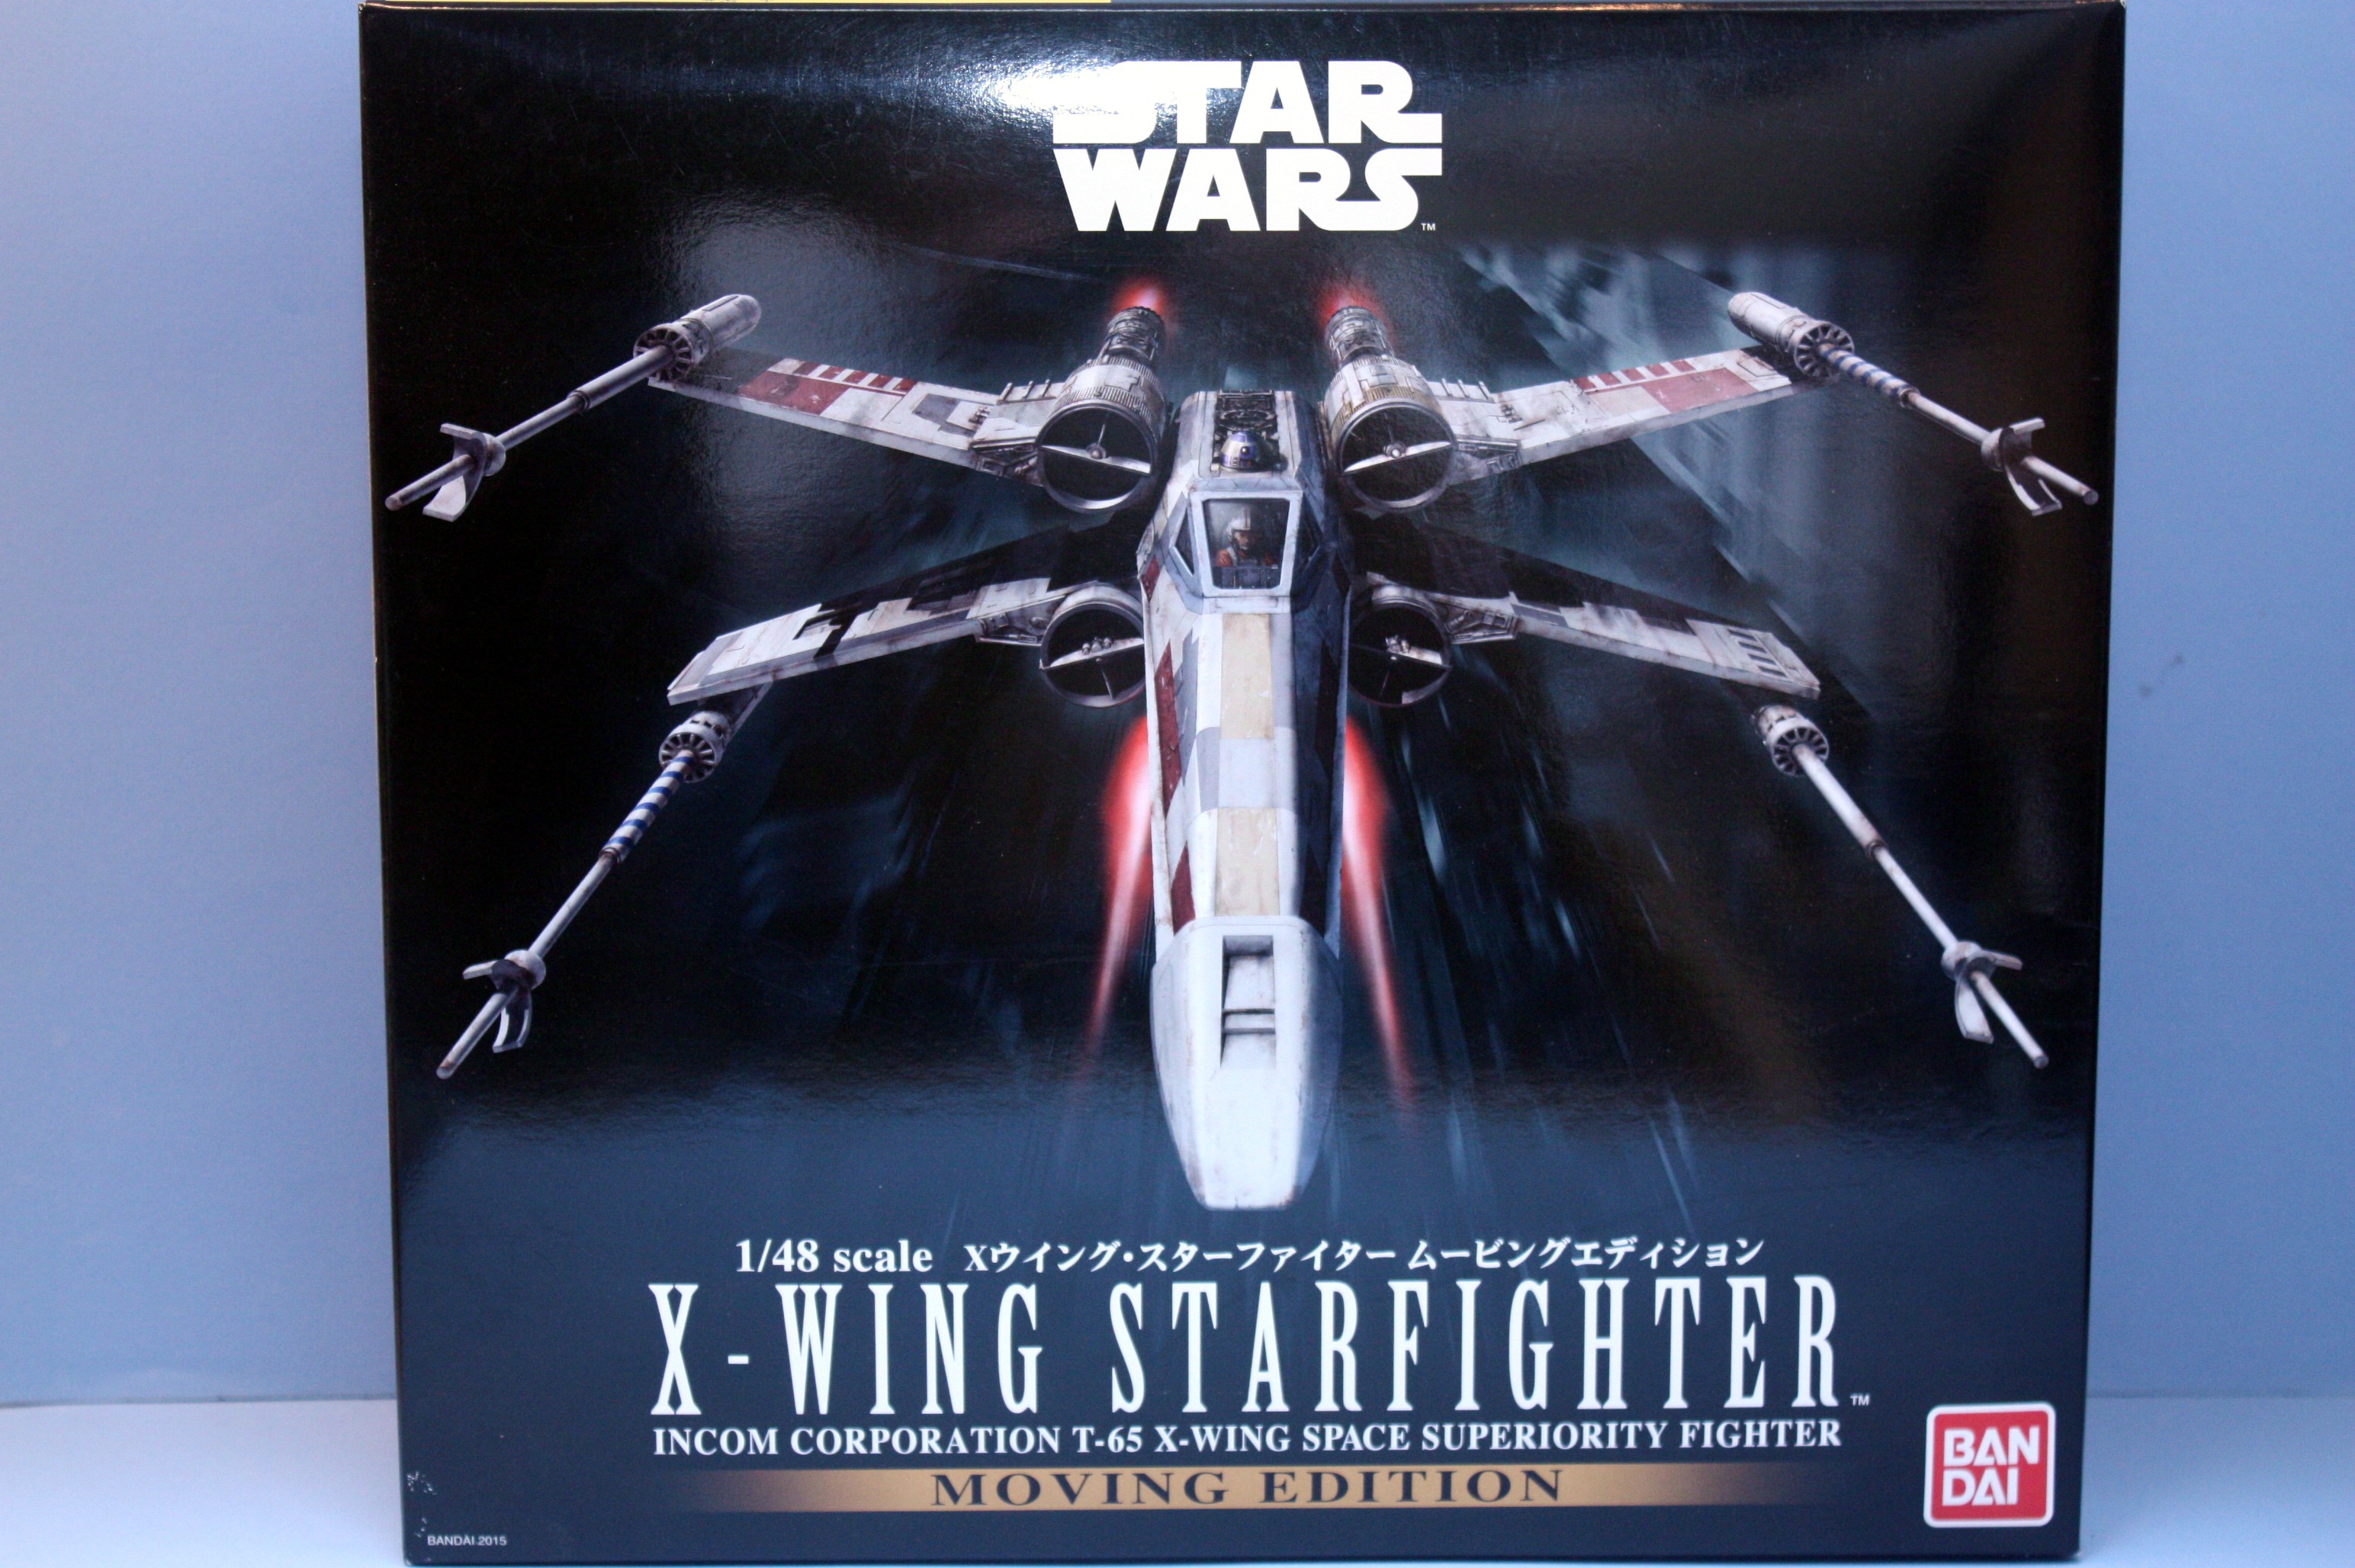 STAR
WARS™
1/48 scale Xウイング・スターファイター ムービングエディション
X-WING STARFIGHTER™
INCOM CORPORATION T-65 X-WING SPACE SUPERIORITY FIGHTER
MOVING EDITION
BAN
DAI
BANDAI 2015